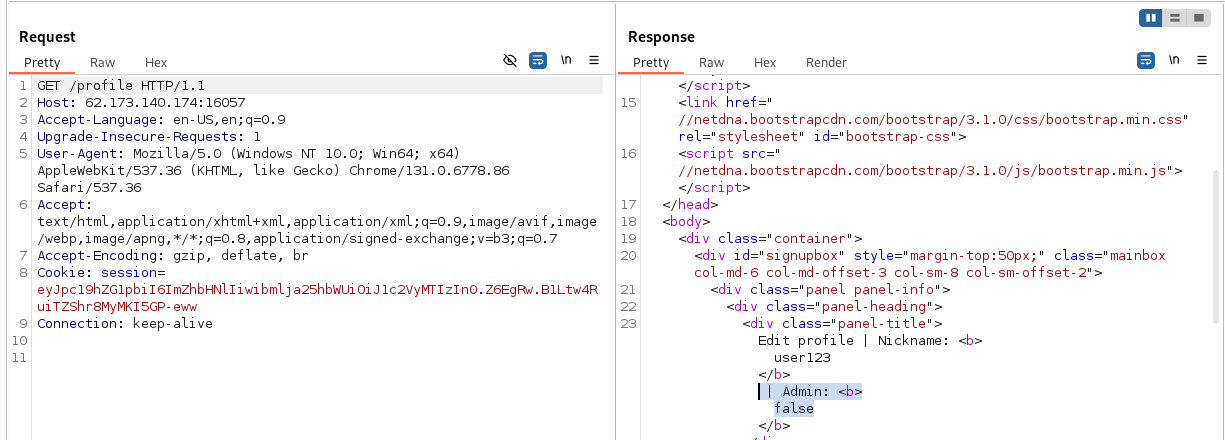 Request
Pretty Raw Hex
\n
1 GET /profile HTTP/1.1
2 Host: 62.173.140.174:16057
3 Accept-Language: en-US,en;q=0.9
4 Upgrade-Insecure-Requests: 1
5 User-Agent: Mozilla/5.0 (Windows NT 10.0; Win64; x64)
AppleWebKit/537.36 (KHTML, like Gecko) Chrome/131.0.6778.86
Safari/537.36
6 Accept:
text/html,application/xhtml+xml,application/xml;q=0.9,image/avif,image
/webp,image/apng,*/*;q=0.8,application/signed-exchange;v=b3;q=0.7
7 Accept-Encoding: gzip, deflate, br
8 Cookie: session=
eyJpc19hZG1pbiI6ImZhbHNlIiwibmlja25hbWUiOiJ1c2VyMTIzIn0.Z6EgRw.B1Ltw4R
uiTZShr8MyMKI5GP-eww
9 Connection: keep-alive
10
11
Response
Pretty Raw Hex Render
\n
</script>
15 <link href="
//netdna.bootstrapcdn.com/bootstrap/3.1.0/css/bootstrap.min.css"
rel="stylesheet" id="bootstrap-css">
16 <script src="
//netdna.bootstrapcdn.com/bootstrap/3.1.0/js/bootstrap.min.js">
</script>
17 </head>
18 <body>
19 <div class="container">
20 <div id="signupbox" style="margin-top:50px;" class="mainbox
col-md-6 col-md-offset-3 col-sm-8 col-sm-offset-2">
21 <div class="panel panel-info">
22 <div class="panel-heading">
23 <div class="panel-title">
Edit profile | Nickname: <b>
user123
</b>
| Admin: <b>
false
</b>